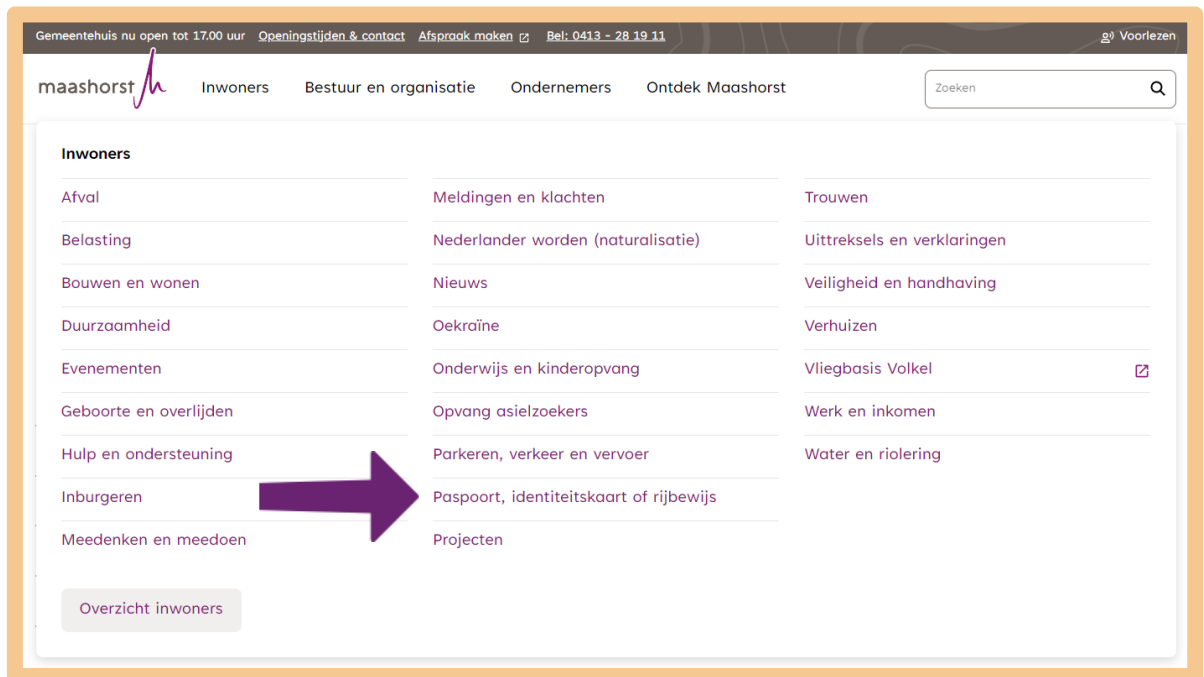 Gemeentehuis nu open tot 17.00 uur Openingstijden & contact Afspraak maken Bel: 0413 - 28 19 11 Voorlezen
maashorst Inwoners Bestuur en organisatie Ondernemers Ontdek Maashorst Zoeken
Inwoners
Afval
Belasting
Bouwen en wonen
Duurzaamheid
Evenementen
Geboorte en overlijden
Hulp en ondersteuning
Inburgeren
Meedenken en meedoen
Meldingen en klachten
Nederlander worden (naturalisatie)
Nieuws
Oekraïne
Onderwijs en kinderopvang
Opvang asielzoekers
Parkeren, verkeer en vervoer
Paspoort, identiteitskaart of rijbewijs
Projecten
Trouwen
Uittreksels en verklaringen
Veiligheid en handhaving
Verhuizen
Vliegbasis Volkel
Werk en inkomen
Water en riolering
Overzicht inwoners